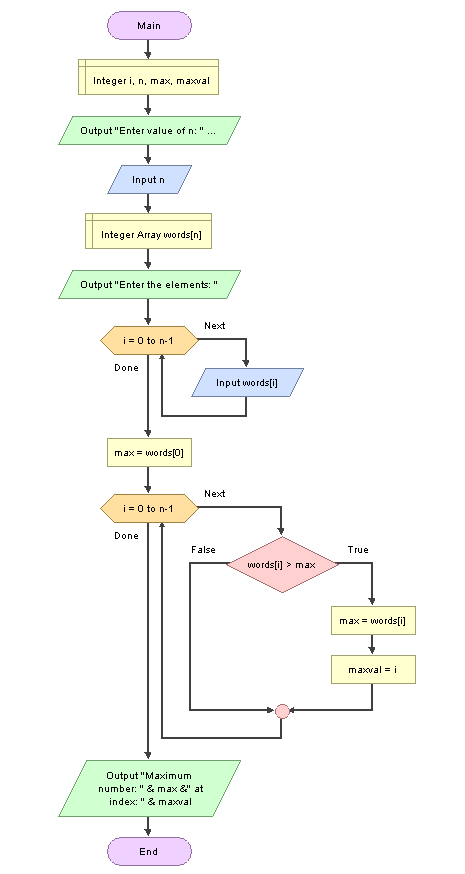 Main
Integer i, n, max, maxval
Output "Enter value of n: " ...
Input n
Integer Array words[n]
Output "Enter the elements: "
i = 0 to n-1
Next
Done
Input words[i]
max = words[0]
i = 0 to n-1
Next
Done
False
True
words[i] > max
max = words[i]
maxval = i
Output "Maximum
number: " & max &" at
index: " & maxval
End